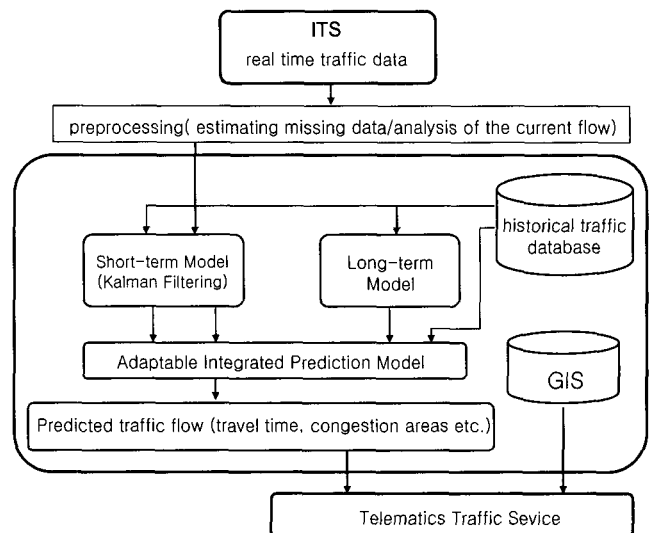 ITS
real time traffic data
preprocessing( estimating missing data/analysis of the current flow)
historical traffic
database
Short-term Model
(Kalman Filtering)
Long-term
Model
Adaptable Integrated Prediction Model
GIS
Predicted traffic flow (travel time, congestion areas etc.)
Telematics Traffic Sevice